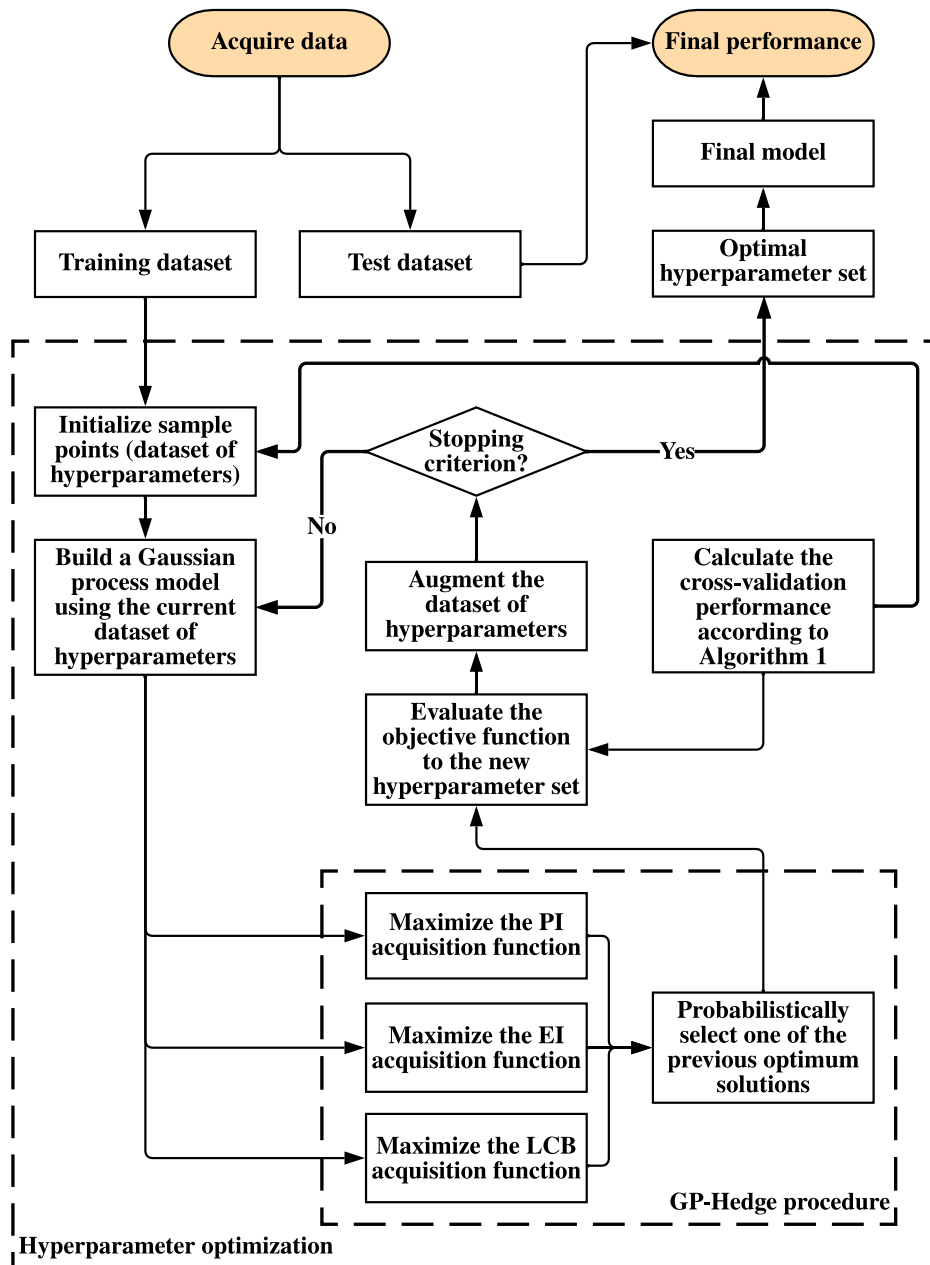 Acquire data
Final performance
Final model
Training dataset
Test dataset
Optimal
hyperparameter set
Initialize sample
points (dataset of
hyperparameters)
Stopping
criterion?
Yes
No
Build a Gaussian
process model
using the current
dataset of
hyperparameters
Augment the
dataset of
hyperparameters
Calculate the
cross-validation
performance
according to
Algorithm 1
Evaluate the
objective function
to the new
hyperparameter set
Maximize the PI
acquisition function
Maximize the EI
acquisition function
Probabilistically
select one of the
previous optimum
solutions
Maximize the LCB
acquisition function
GP-Hedge procedure
Hyperparameter optimization